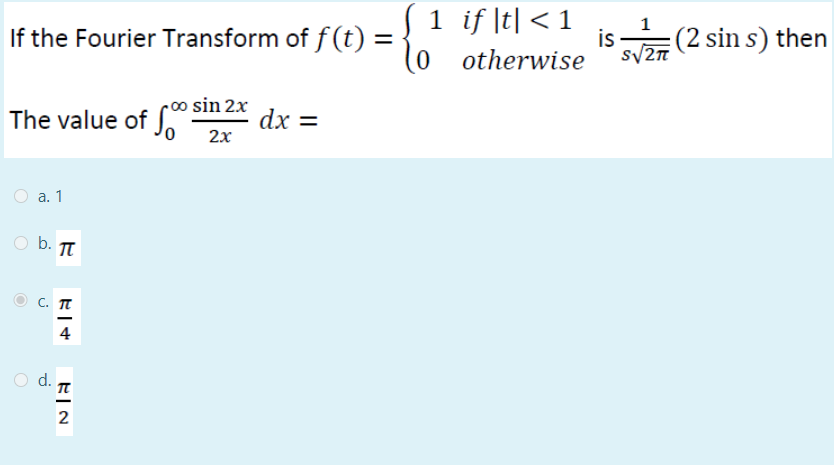 If the Fourier Transform of f(t) = { 1 if |t| < 1
0 otherwise is 1/(s√2π) (2 sin s) then
The value of ∫₀^∞ sin 2x / 2x dx =
a. 1
b. π
c. π/4
d. π/2